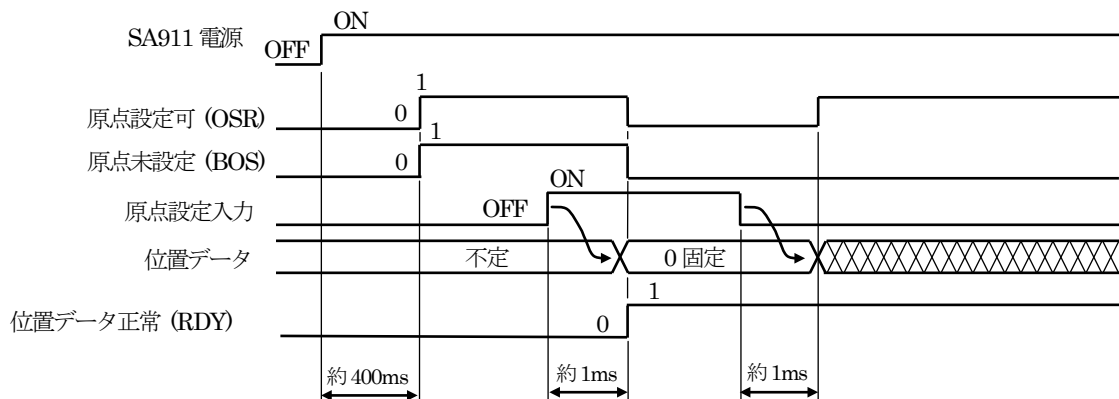 ON
SA911 電源
OFF
1
原点設定可 (OSR)
0
1
原点未設定 (BOS)
0
ON
原点設定入力
OFF
位置データ
不定
0 固定
1
位置データ正常 (RDY)
0
約 400ms
約 1ms
約 1ms